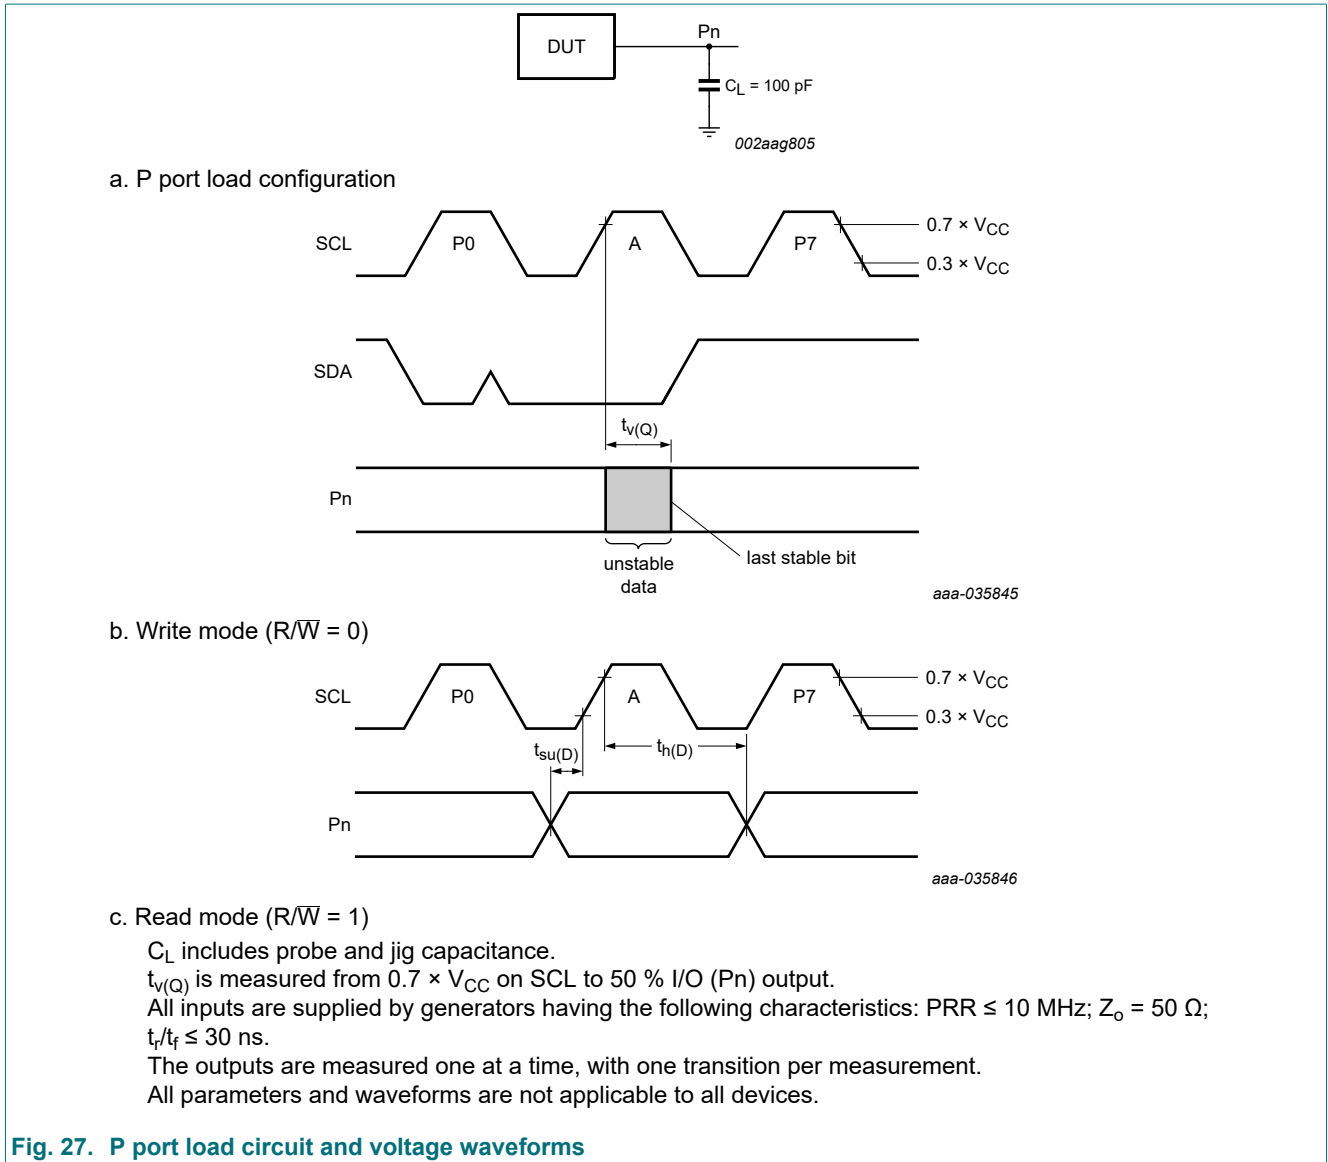 DUT
Pn
CL = 100 pF
002aag805
a. P port load configuration
SCL
P0
A
P7
0.7 × VCC
0.3 × VCC
SDA
tv(Q)
Pn
unstable
data
last stable bit
aaa-035845
b. Write mode (R/W̅ = 0)
SCL
P0
A
P7
0.7 × VCC
0.3 × VCC
tsu(D)
th(D)
Pn
aaa-035846
c. Read mode (R/W̅ = 1)
CL includes probe and jig capacitance.
tv(Q) is measured from 0.7 × VCC on SCL to 50 % I/O (Pn) output.
All inputs are supplied by generators having the following characteristics: PRR ≤ 10 MHz; Zo = 50 Ω;
tr/tf ≤ 30 ns.
The outputs are measured one at a time, with one transition per measurement.
All parameters and waveforms are not applicable to all devices.
Fig. 27. P port load circuit and voltage waveforms